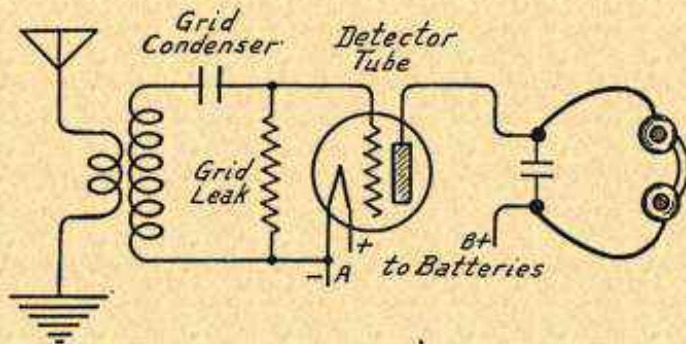 Grid
Condenser
Detector
Tube
Grid
Leak
+
- A
B+
to Batteries